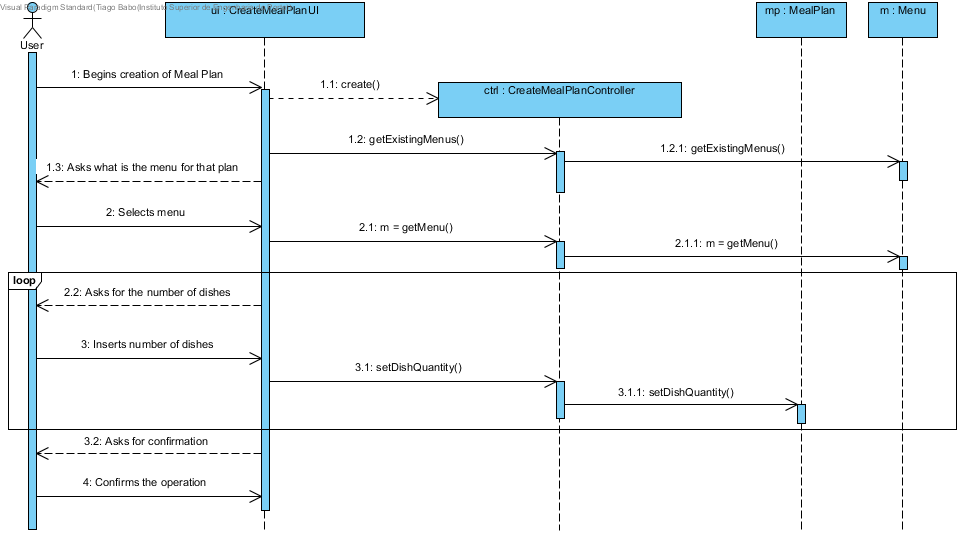 Visual Paradigm Standard(Tiago Babo(Instituto Superior de
ui : CreateMealPlanUI
mp : MealPlan
m : Menu
User
1: Begins creation of Meal Plan
1.1: create()
ctrl : CreateMealPlanController
1.2: getExistingMenus()
1.2.1: getExistingMenus()
1.3: Asks what is the menu for that plan
2: Selects menu
2.1: m = getMenu()
2.1.1: m = getMenu()
loop
2.2: Asks for the number of dishes
3: Inserts number of dishes
3.1: setDishQuantity()
3.1.1: setDishQuantity()
3.2: Asks for confirmation
4: Confirms the operation